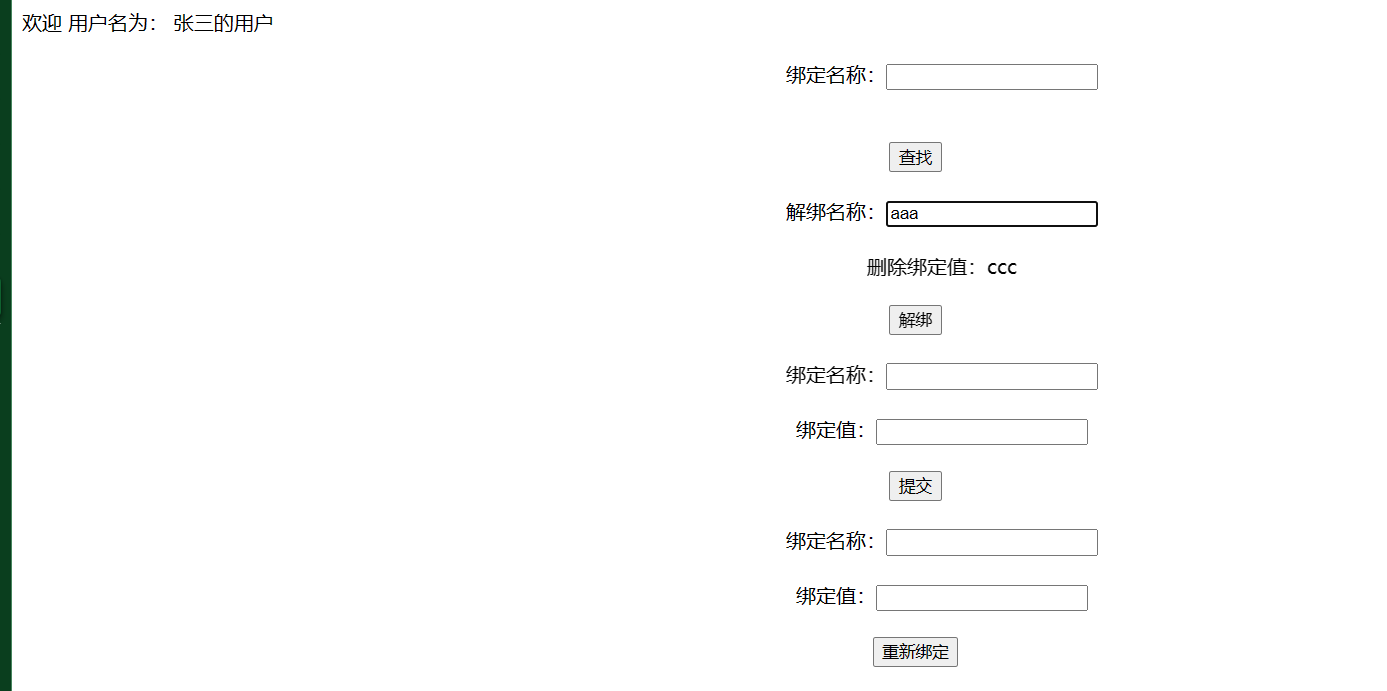 欢迎 用户名为： 张三的用户
绑定名称：
查找
解绑名称： aaa
删除绑定值：ccc
解绑
绑定名称：
绑定值：
提交
绑定名称：
绑定值：
重新绑定